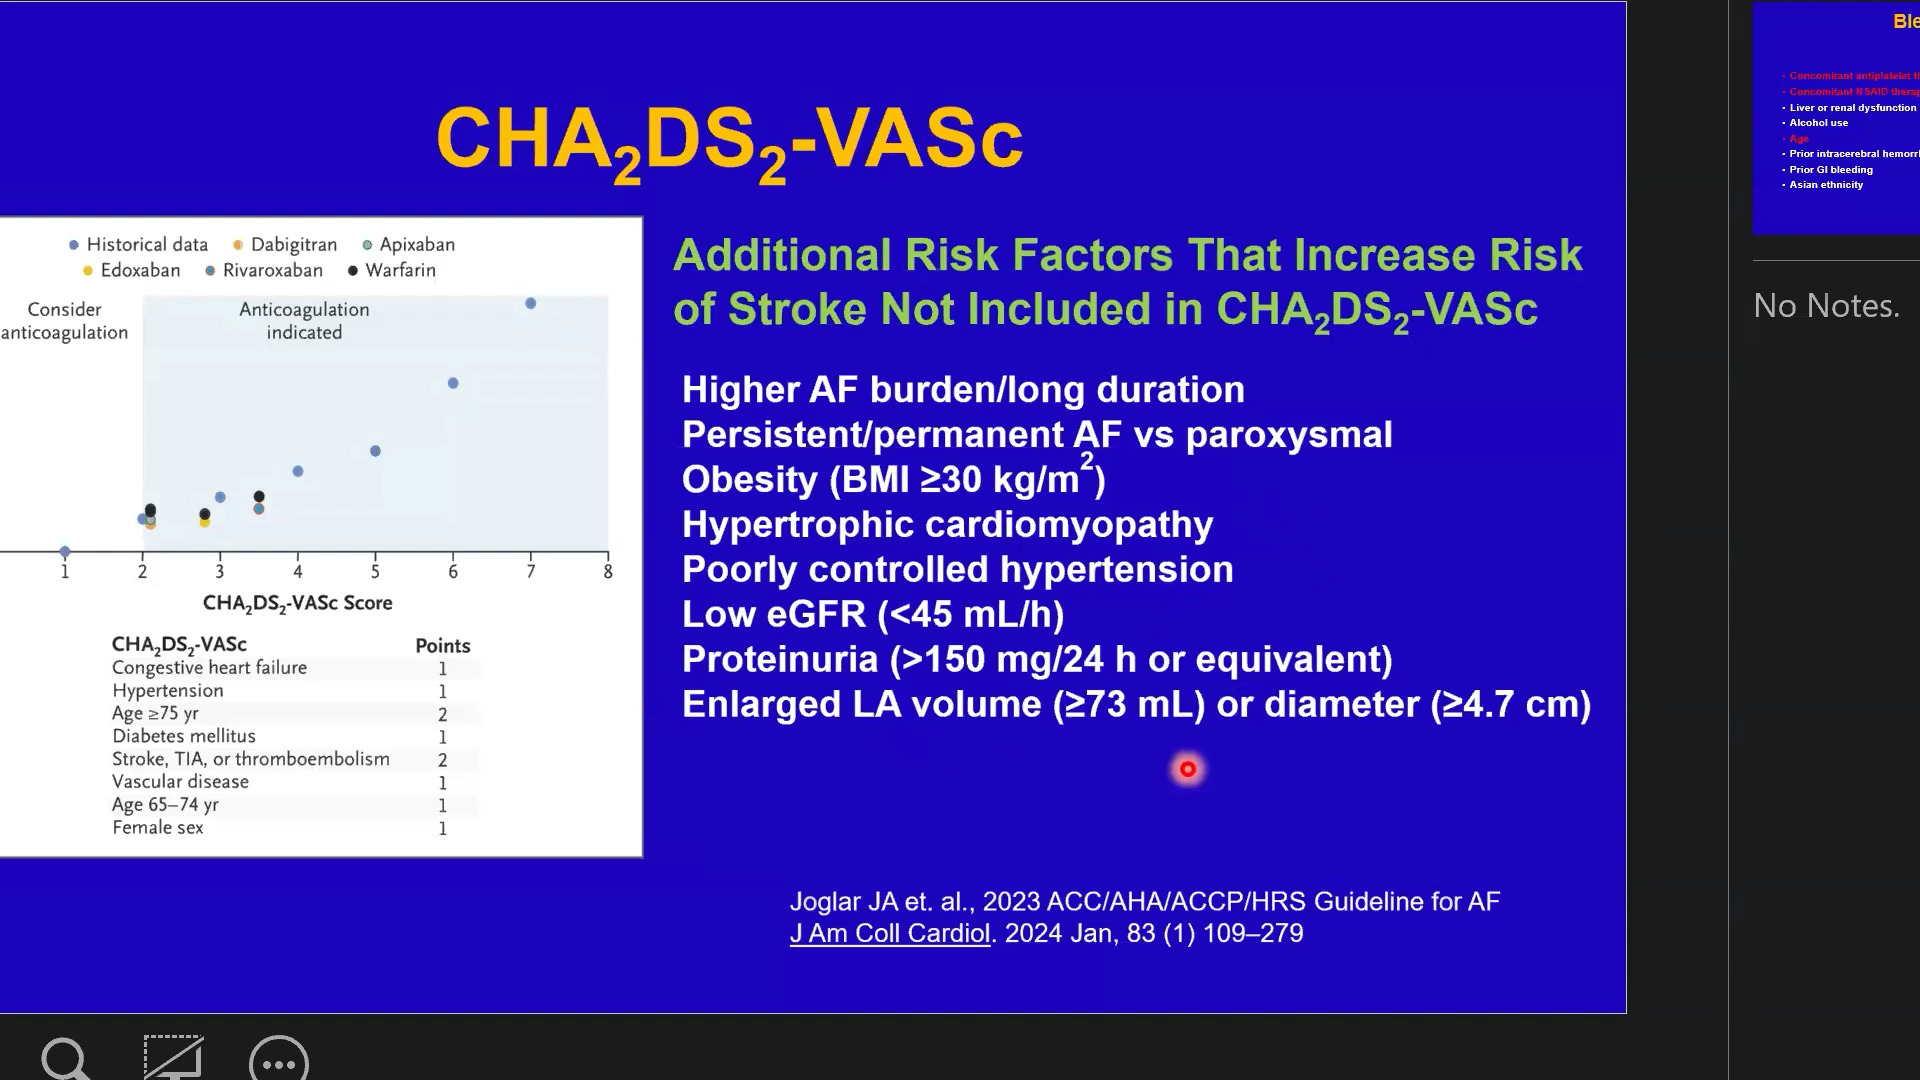 CHA2DS2-VASc
Historical data Dabigitran Apixaban
Edoxaban Rivaroxaban Warfarin
Consider
anticoagulation
Anticoagulation
indicated
1 2 3 4 5 6 7 8
CHA2DS2-VASc Score
CHA2DS2-VASc Points
Congestive heart failure 1
Hypertension 1
Age ≥75 yr 2
Diabetes mellitus 1
Stroke, TIA, or thromboembolism 2
Vascular disease 1
Age 65–74 yr 1
Female sex 1
Additional Risk Factors That Increase Risk
of Stroke Not Included in CHA2DS2-VASc
Higher AF burden/long duration
Persistent/permanent AF vs paroxysmal
Obesity (BMI ≥30 kg/m2)
Hypertrophic cardiomyopathy
Poorly controlled hypertension
Low eGFR (<45 mL/h)
Proteinuria (>150 mg/24 h or equivalent)
Enlarged LA volume (≥73 mL) or diameter (≥4.7 cm)
Joglar JA et. al., 2023 ACC/AHA/ACCP/HRS Guideline for AF
J Am Coll Cardiol. 2024 Jan, 83 (1) 109–279
• Concomitant antiplatelet
• Concomitant NSAID
• Liver or renal dysfunction
• Alcohol use
• Age
• Prior intracerebral
• Prior GI bleeding
• Asian ethnicity
No Notes.